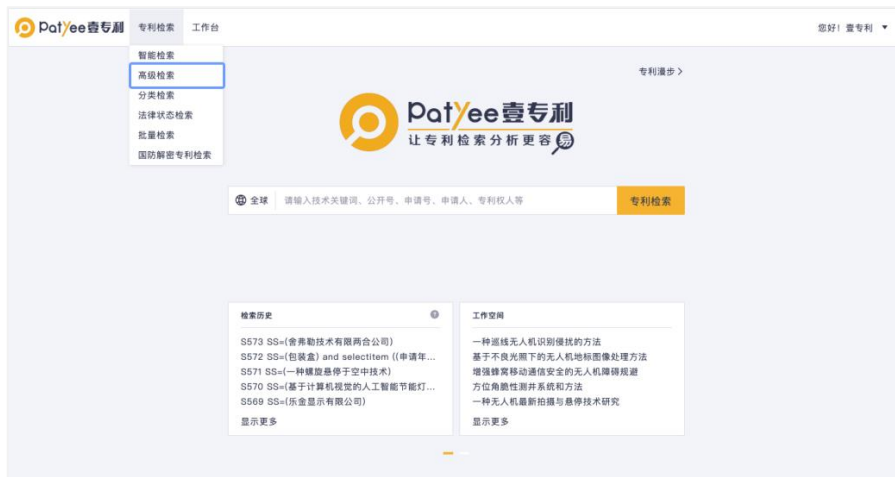 PatYee壹专利 专利检索 工作台 您好！壹专利
智能检索
高级检索
分类检索
法律状态检索
批量检索
国防解密专利检索
专利漫步
PatYee壹专利
让专利检索分析更容易
全球 请输入技术关键词、公开号、申请号、申请人、专利权人等 专利检索
检索历史
S573 SS=(舍弗勒技术有限两合公司)
S572 SS=(包装盒) and selectitem ((申请年...
S571 SS=(一种螺旋悬停于空中技术)
S570 SS=(基于计算机视觉的人工智能节能灯...
S569 SS=(乐金显示有限公司)
显示更多
工作空间
一种巡线无人机识别侵扰的方法
基于不良光照下的无人机地标图像处理方法
增强蜂窝移动通信安全的无人机障碍规避
方位角脆性测井系统和方法
一种无人机最新拍摄与悬停技术研究
显示更多